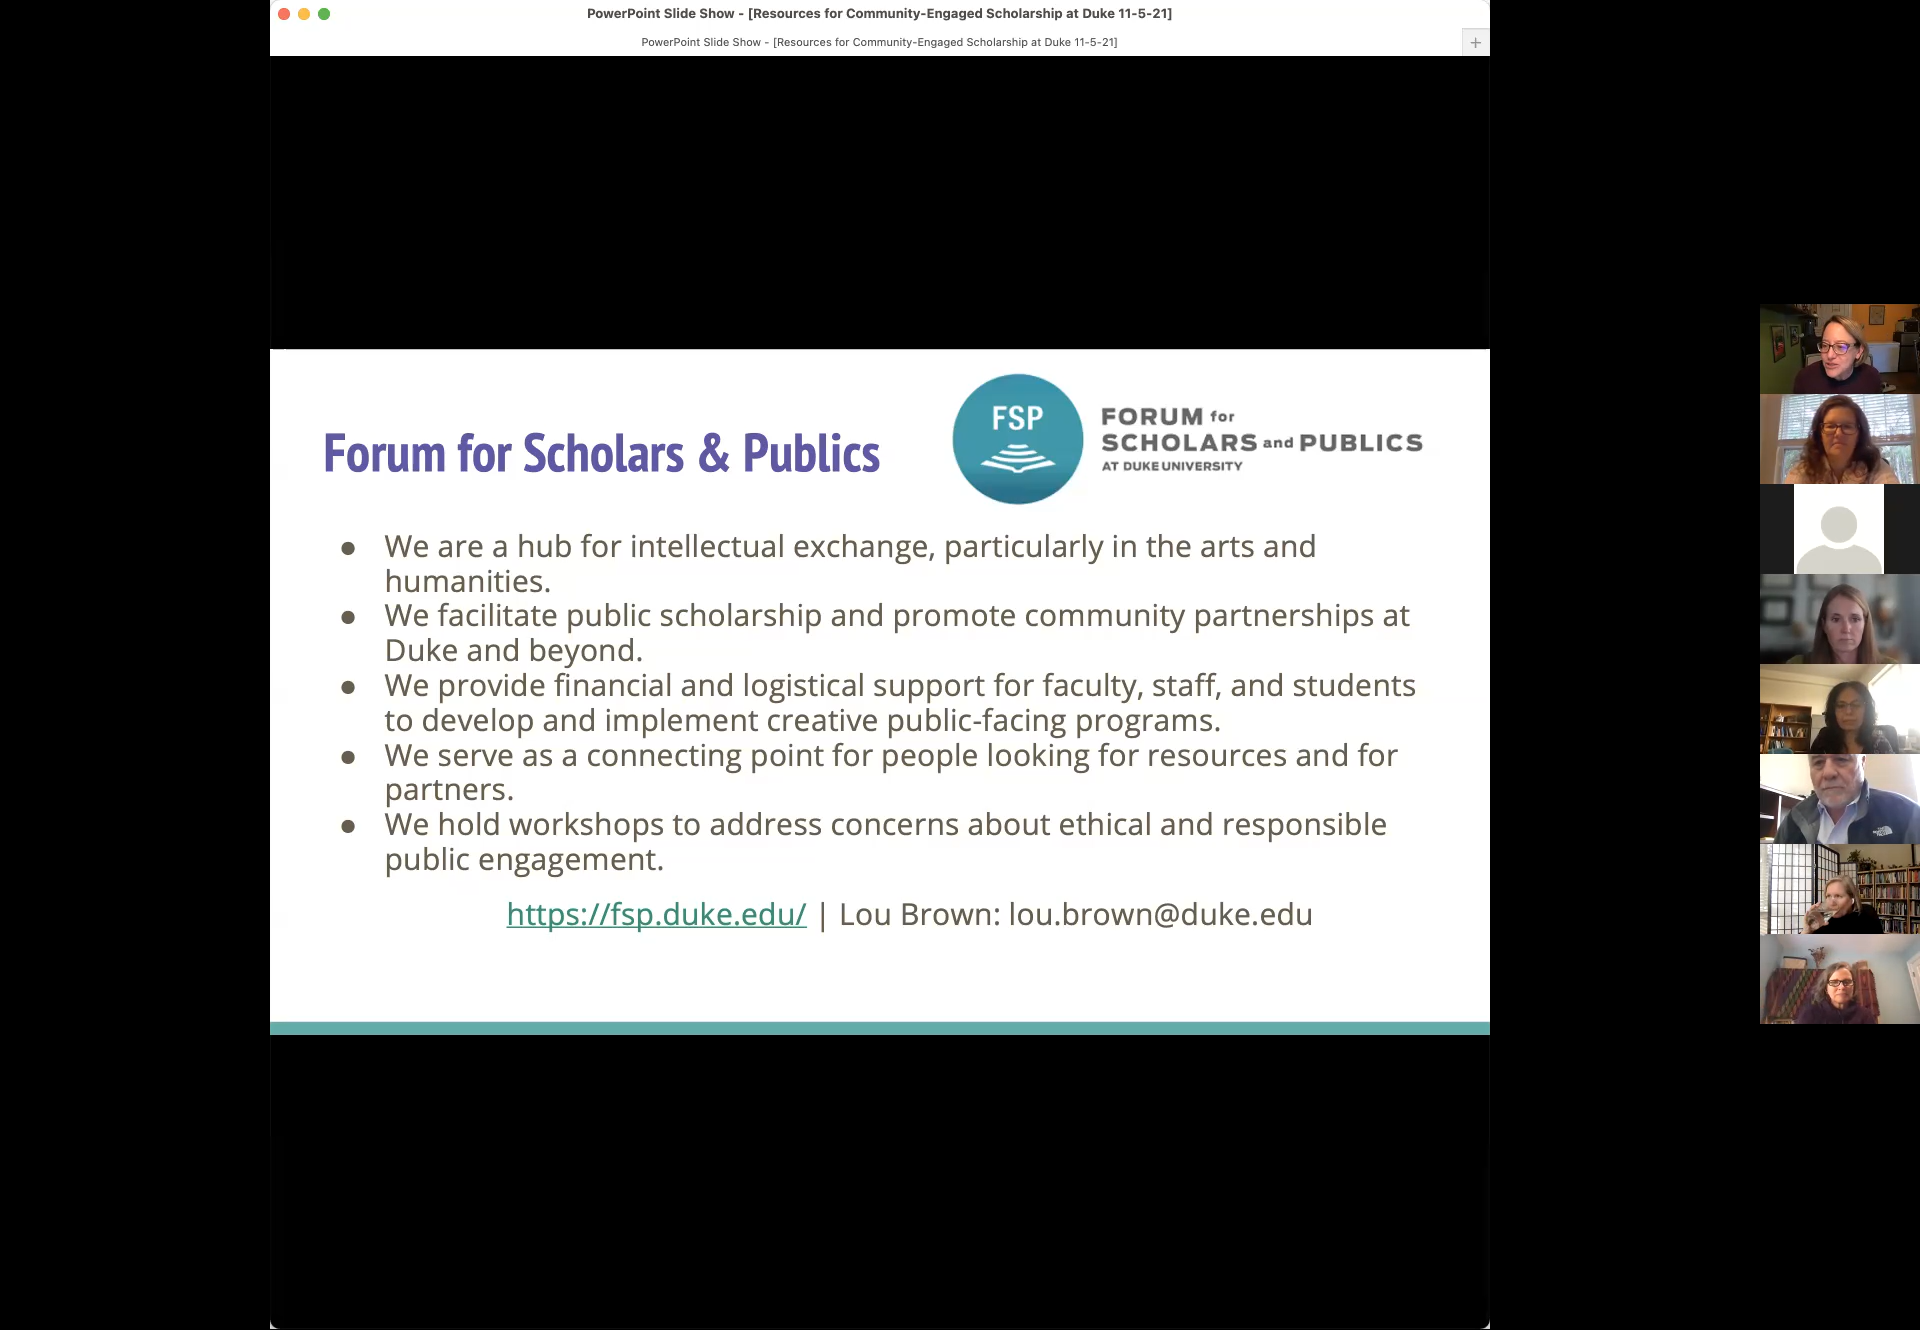 PowerPoint Slide Show - [Resources for Community-Engaged Scholarship at Duke 11-5-21]
PowerPoint Slide Show - [Resources for Community-Engaged Scholarship at Duke 11-5-21]
Forum for Scholars & Publics
FSP
FORUM for
SCHOLARS and PUBLICS
AT DUKE UNIVERSITY
● We are a hub for intellectual exchange, particularly in the arts and
humanities.
● We facilitate public scholarship and promote community partnerships at
Duke and beyond.
● We provide financial and logistical support for faculty, staff, and students
to develop and implement creative public-facing programs.
● We serve as a connecting point for people looking for resources and for
partners.
● We hold workshops to address concerns about ethical and responsible
public engagement.
https://fsp.duke.edu/ | Lou Brown: lou.brown@duke.edu